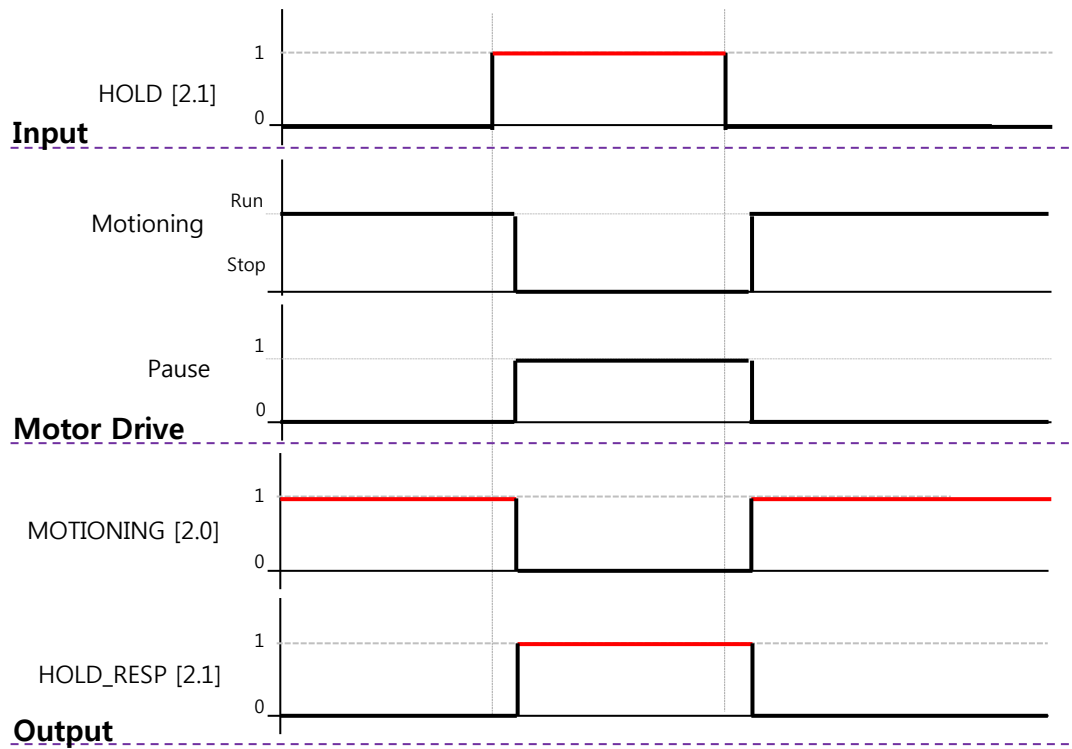 1
HOLD [2.1]
0
Input
Run
Motioning
Stop
1
Pause
0
Motor Drive
1
MOTIONING [2.0]
0
1
HOLD_RESP [2.1]
0
Output